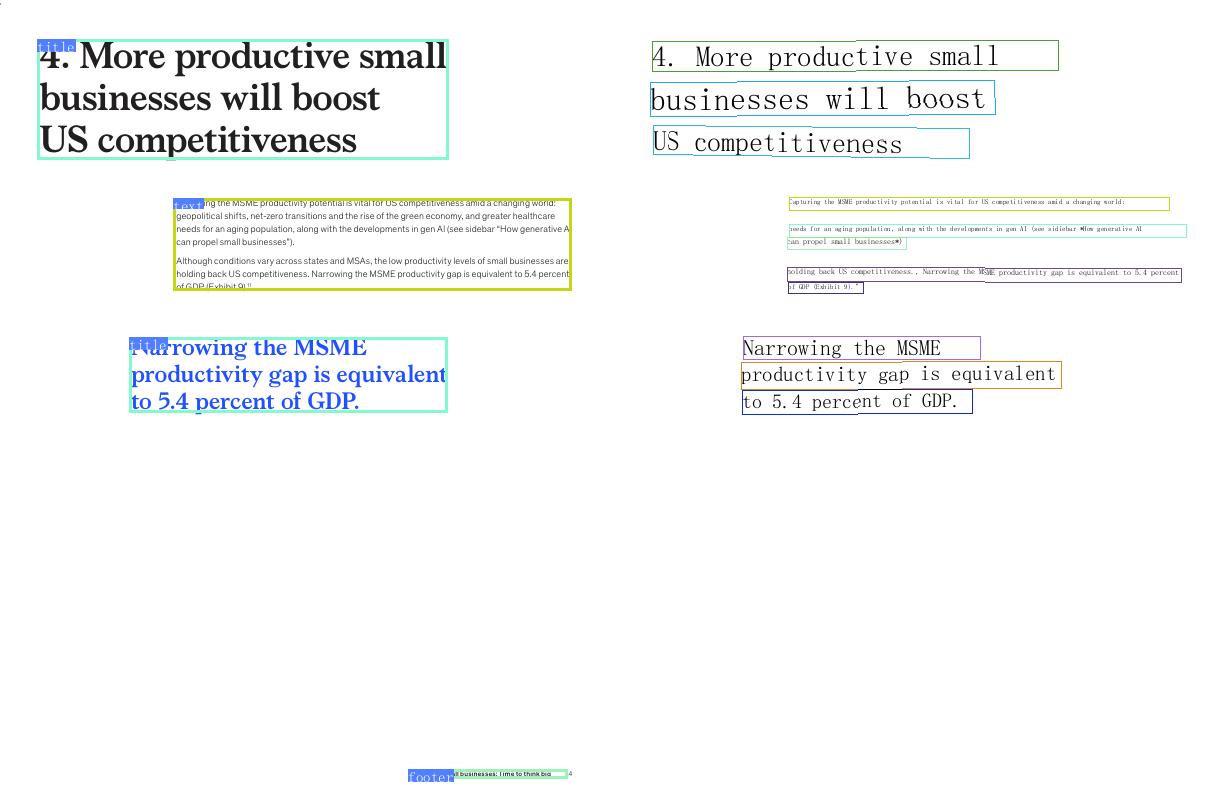 title
4. More productive small
businesses will boost
US competitiveness
text
ing the MSME productivity potential is vital for US competitiveness amid a changing world:
geopolitical shifts, net-zero transitions and the rise of the green economy, and greater healthcare
needs for an aging population, along with the developments in gen AI (see sidebar “How generative A
can propel small businesses”).
Although conditions vary across states and MSAs, the low productivity levels of small businesses are
holding back US competitiveness. Narrowing the MSME productivity gap is equivalent to 5.4 percent
of GDP (Exhibit 9).¹¹
title
Narrowing the MSME
productivity gap is equivalent
to 5.4 percent of GDP.
footer
ll businesses: Time to think big 4
4. More productive small
businesses will boost
US competitiveness
Capturing the MSME productivity potential is vital for US competitiveness amid a changing world:
needs for an aging population, along with the developments in gen AI (see sidebar *How generative AI
can propel small businesses*)
holding back US competitiveness., Narrowing the MSME productivity gap is equivalent to 5.4 percent
of GDP (Exhibit 9)."
Narrowing the MSME
productivity gap is equivalent
to 5.4 percent of GDP.